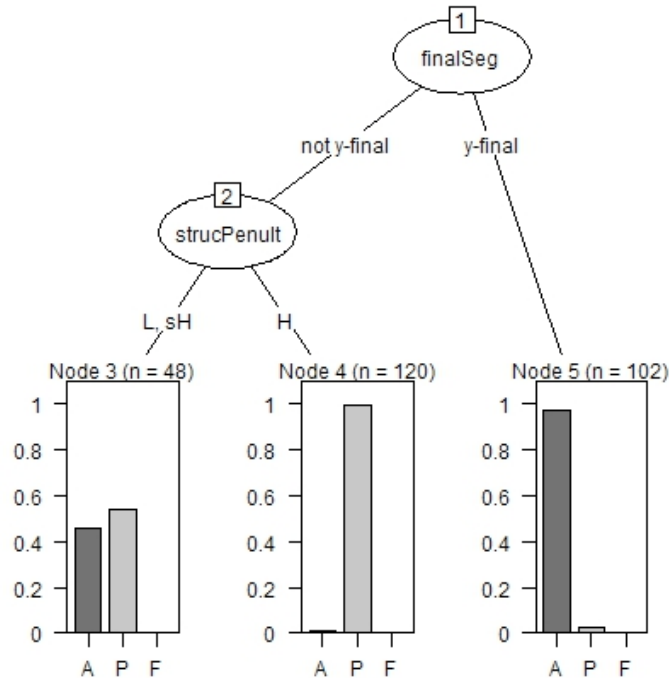 1
finalSeg
not y-final
y-final
2
strucPenult
L, sH
H
Node 3 (n = 48)
Node 4 (n = 120)
Node 5 (n = 102)
1
0.8
0.6
0.4
0.2
0
A P F
1
0.8
0.6
0.4
0.2
0
A P F
1
0.8
0.6
0.4
0.2
0
A P F